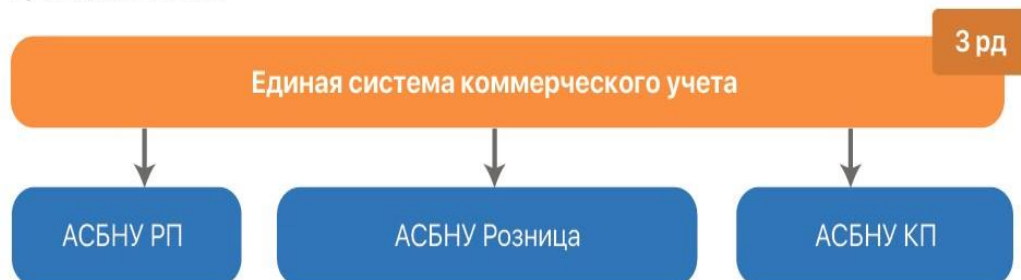 3 рд
Единая система коммерческого учета
АСБНУ РП
АСБНУ Розница
АСБНУ КП